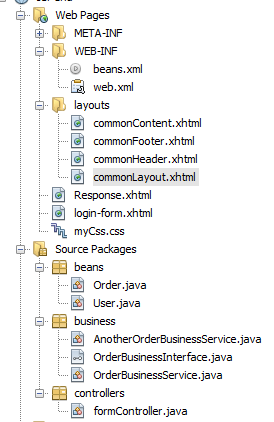 Web Pages
META-INF
WEB-INF
beans.xml
web.xml
layouts
commonContent.xhtml
commonFooter.xhtml
commonHeader.xhtml
commonLayout.xhtml
Response.xhtml
login-form.xhtml
myCss.css
Source Packages
beans
Order.java
User.java
business
AnotherOrderBusinessService.java
OrderBusinessInterface.java
OrderBusinessService.java
controllers
formController.java